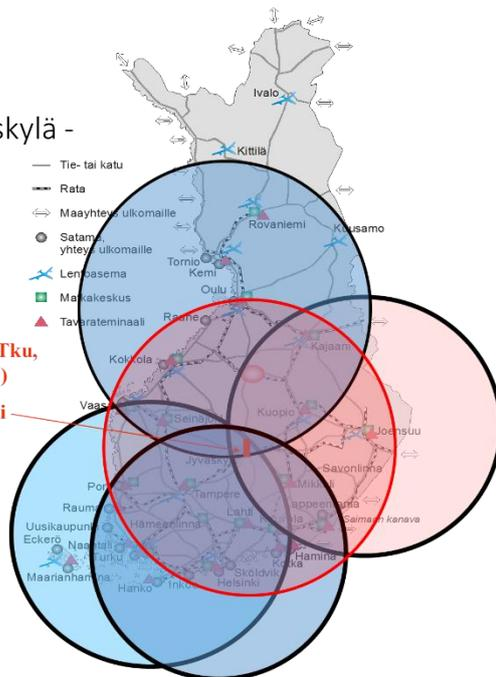 skylä -
Tie- tai katu
Rata
Maayhteys ulkomaille
Satama,
yhteys ulkomaille
Lentoasema
Matkakeskus
Tavarateminaali
Tku,
)
i
Ivalo
Kittilä
Rovaniemi
Kuusamo
Tornio
Kemi
Oulu
Raahe
Kajaani
Kokkola
Vaasa
Seinäjoki
Kuopio
Joensuu
Jyväskylä
Savonlinna
Mikkeli
Pori
Tampere
Lappeenranta
Saimaan kanava
Rauma
Hämeenlinna
Lahti
Uusikaupunki
Eckerö
Naantali
Turku
Hamina
Kotka
Maarianhamina
Sköldvik
Helsinki
Hanko
Inkoo